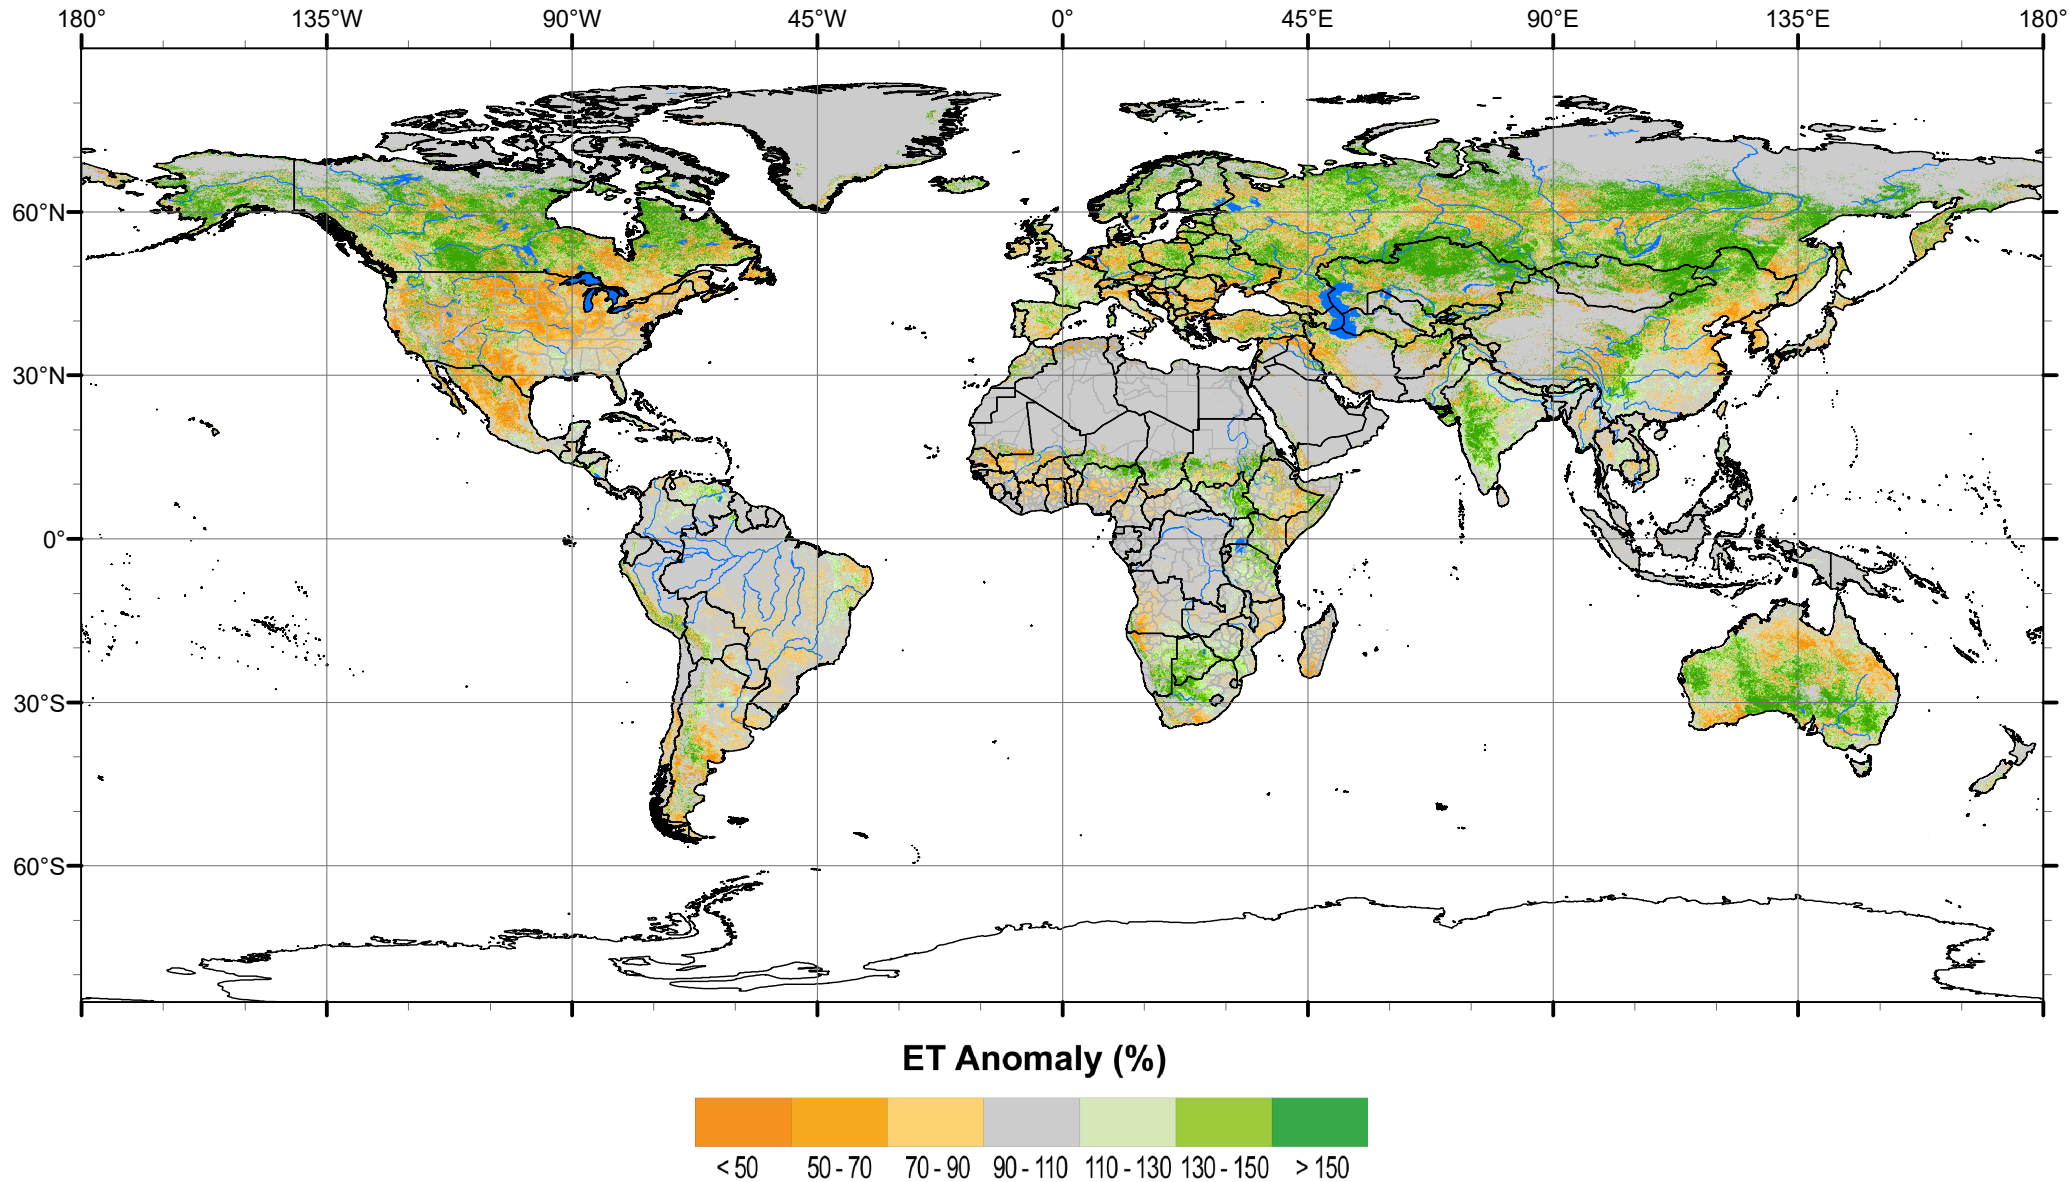 180° 135°W 90°W 45°W 0° 45°E 90°E 135°E 180°
60°N
30°N
0°
30°S
60°S
ET Anomaly (%)
< 50 50 - 70 70 - 90 90 - 110 110 - 130 130 - 150 > 150